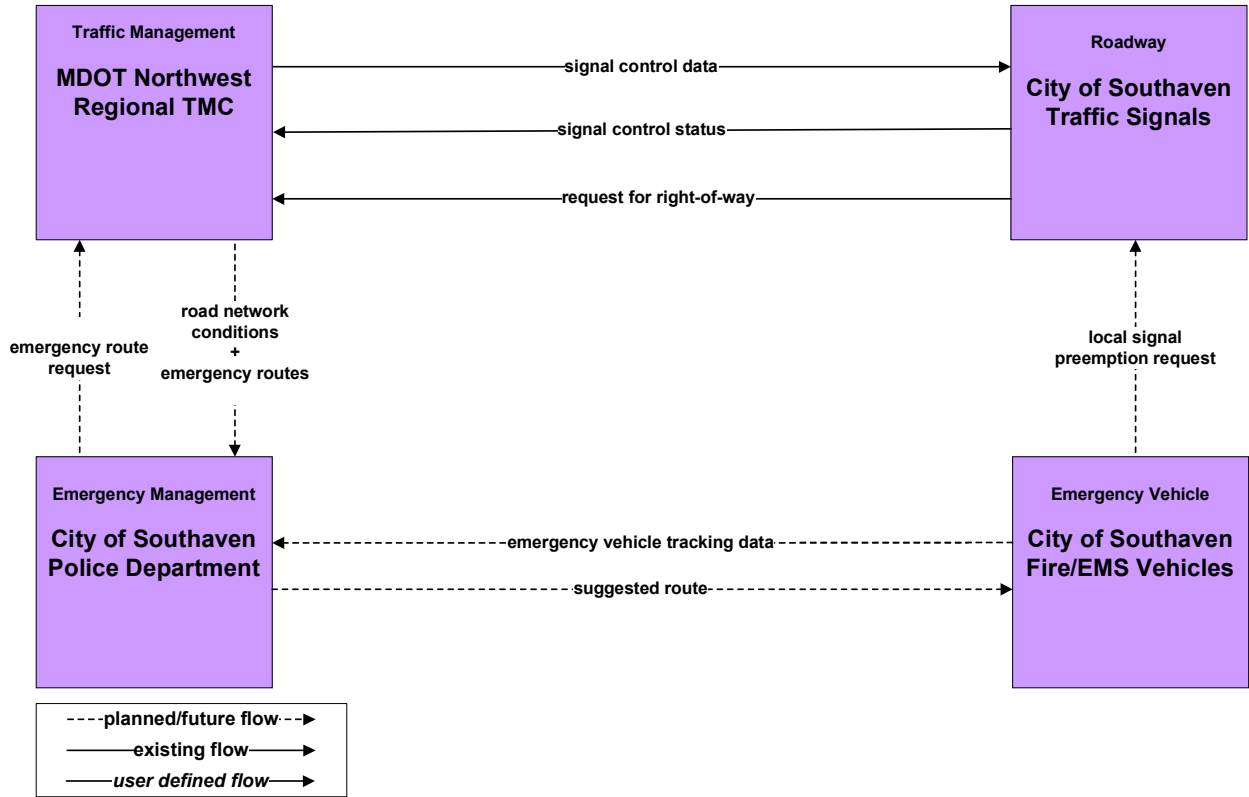 Traffic Management
MDOT Northwest
Regional TMC
Roadway
City of Southaven
Traffic Signals
signal control data
signal control status
request for right-of-way
emergency route
request
road network
conditions
+
emergency routes
local signal
preemption request
Emergency Management
City of Southaven
Police Department
Emergency Vehicle
City of Southaven
Fire/EMS Vehicles
emergency vehicle tracking data
suggested route
planned/future flow
existing flow
user defined flow